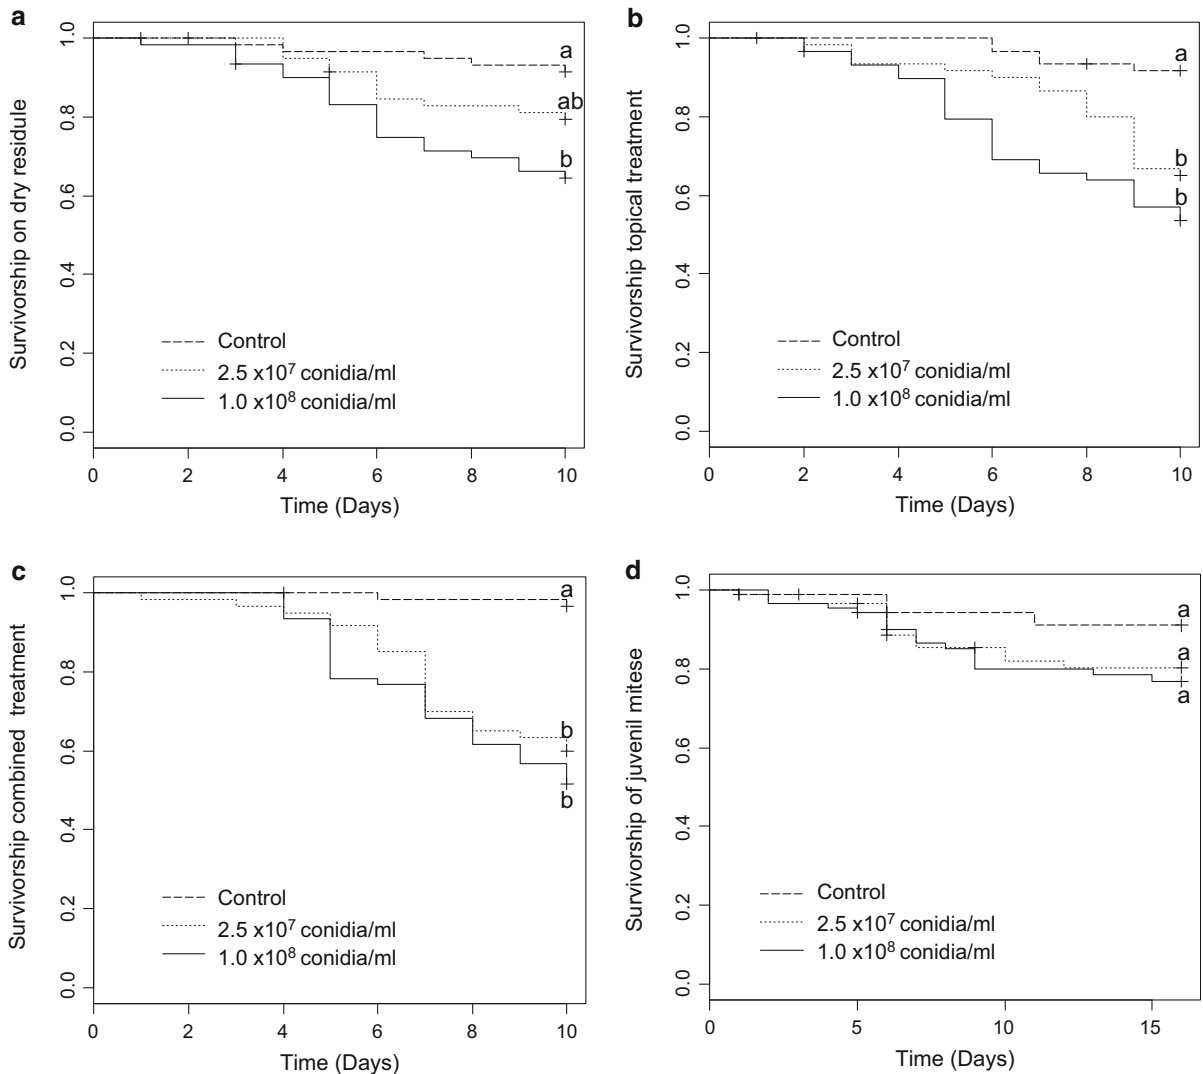 a
Survivorship on dry residule
1.0
0.8
0.6
0.4
0.2
0.0
a
ab
b
Control
2.5 x10⁷ conidia/ml
1.0 x10⁸ conidia/ml
0 2 4 6 8 10
Time (Days)
b
Survivorship topical treatment
1.0
0.8
0.6
0.4
0.2
0.0
a
b
b
Control
2.5 x10⁷ conidia/ml
1.0 x10⁸ conidia/ml
0 2 4 6 8 10
Time (Days)
c
Survivorship combined treatment
1.0
0.8
0.6
0.4
0.2
0.0
a
b
b
Control
2.5 x10⁷ conidia/ml
1.0 x10⁸ conidia/ml
0 2 4 6 8 10
Time (Days)
d
Survivorship of juvenil mitese
1.0
0.8
0.6
0.4
0.2
0.0
a
a
a
Control
2.5 x10⁷ conidia/ml
1.0 x10⁸ conidia/ml
0 5 10 15
Time (Days)